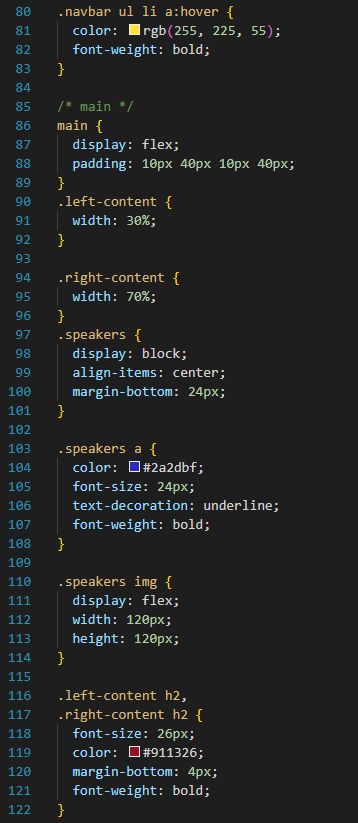 80 .navbar ul li a:hover {
81 color: rgb(255, 225, 55);
82 font-weight: bold;
83 }
84
85 /* main */
86 main {
87 display: flex;
88 padding: 10px 40px 10px 40px;
89 }
90 .left-content {
91 width: 30%;
92 }
93
94 .right-content {
95 width: 70%;
96 }
97 .speakers {
98 display: block;
99 align-items: center;
100 margin-bottom: 24px;
101 }
102
103 .speakers a {
104 color: #2a2dbf;
105 font-size: 24px;
106 text-decoration: underline;
107 font-weight: bold;
108 }
109
110 .speakers img {
111 display: flex;
112 width: 120px;
113 height: 120px;
114 }
115
116 .left-content h2,
117 .right-content h2 {
118 font-size: 26px;
119 color: #911326;
120 margin-bottom: 4px;
121 font-weight: bold;
122 }